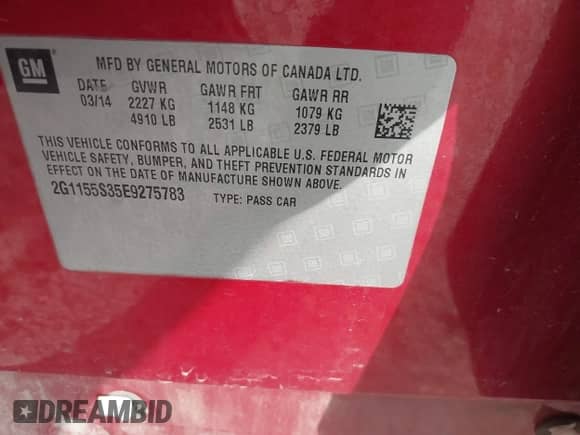 GM
MFD BY GENERAL MOTORS OF CANADA LTD.
DATE GVWR GAWR FRT GAWR RR
03/14 2227 KG 1148 KG 1079 KG
4910 LB 2531 LB 2379 LB
THIS VEHICLE CONFORMS TO ALL APPLICABLE U.S. FEDERAL MOTOR
VEHICLE SAFETY, BUMPER, AND THEFT PREVENTION STANDARDS IN
EFFECT ON THE DATE OF MANUFACTURE SHOWN ABOVE.
2G1155S35E9275783 TYPE: PASS CAR
DREAMBID